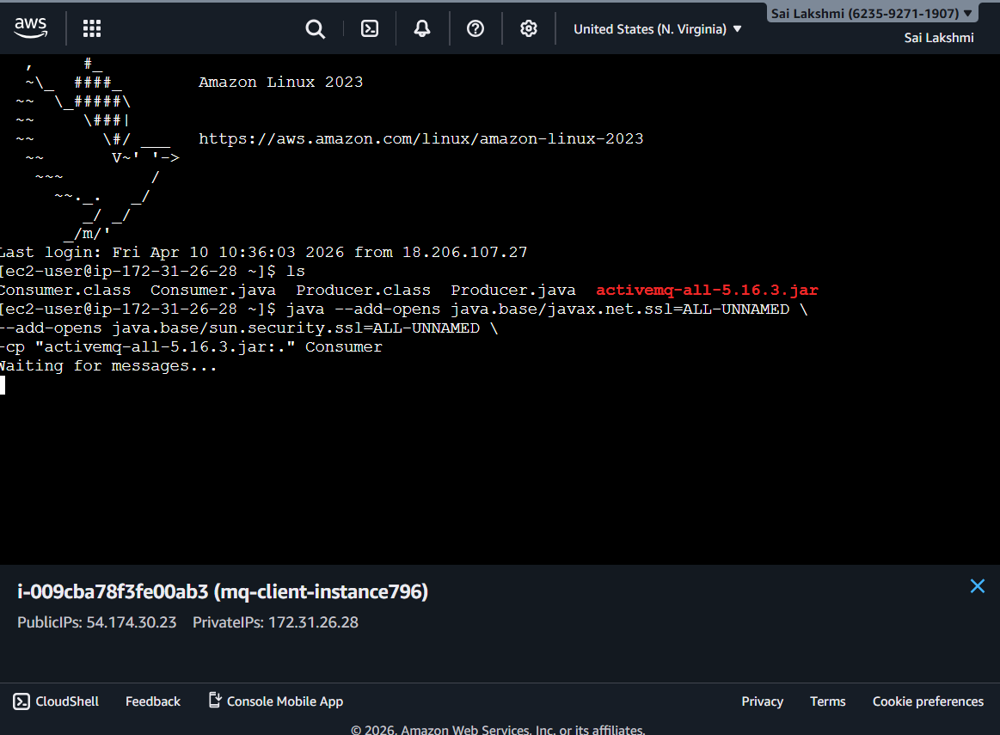 aws
United States (N. Virginia) ▼
Sai Lakshmi (6235-9271-1907) ▼
Sai Lakshmi
   ,     #_
   ~\_  ####_        Amazon Linux 2023
  ~~  \_#####\
  ~~     \###|
  ~~       \#/ ___   https://aws.amazon.com/linux/amazon-linux-2023
   ~~       V~' '->
    ~~~         /
      ~~._.   _/
         _/ _/
       _/m/'
Last login: Fri Apr 10 10:36:03 2026 from 18.206.107.27
[ec2-user@ip-172-31-26-28 ~]$ ls
Consumer.class  Consumer.java  Producer.class  Producer.java  activemq-all-5.16.3.jar
[ec2-user@ip-172-31-26-28 ~]$ java --add-opens java.base/javax.net.ssl=ALL-UNNAMED \
--add-opens java.base/sun.security.ssl=ALL-UNNAMED \
-cp "activemq-all-5.16.3.jar:." Consumer
Waiting for messages...
i-009cba78f3fe00ab3 (mq-client-instance796)
PublicIPs: 54.174.30.23 PrivateIPs: 172.31.26.28
CloudShell Feedback Console Mobile App Privacy Terms Cookie preferences
© 2026, Amazon Web Services, Inc. or its affiliates.